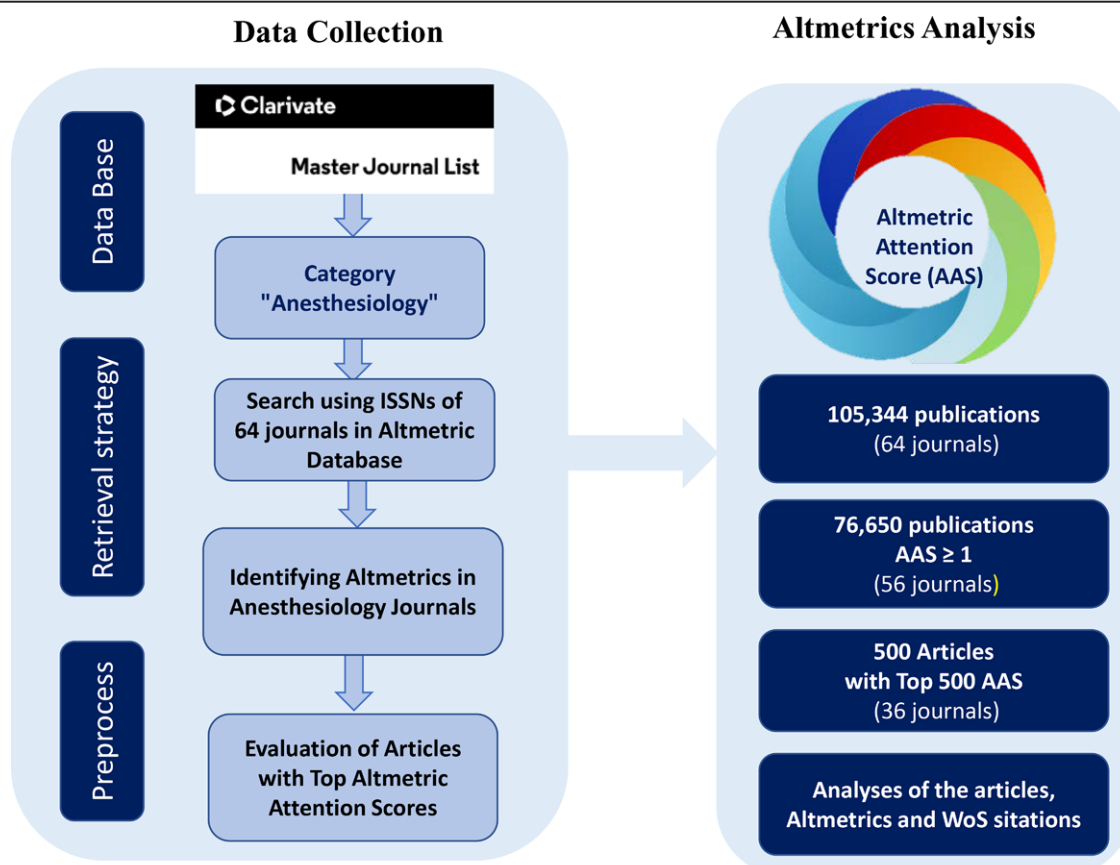 Data Collection
Data Base
Retrieval strategy
Preprocess
Clarivate
Master Journal List
Category
"Anesthesiology"
Search using ISSNs of
64 journals in Altmetric
Database
Identifying Altmetrics in
Anesthesiology Journals
Evaluation of Articles
with Top Altmetric
Attention Scores
Altmetrics Analysis
Altmetric
Attention
Score (AAS)
105,344 publications
(64 journals)
76,650 publications
AAS ≥ 1
(56 journals)
500 Articles
with Top 500 AAS
(36 journals)
Analyses of the articles,
Altmetrics and WoS sitations